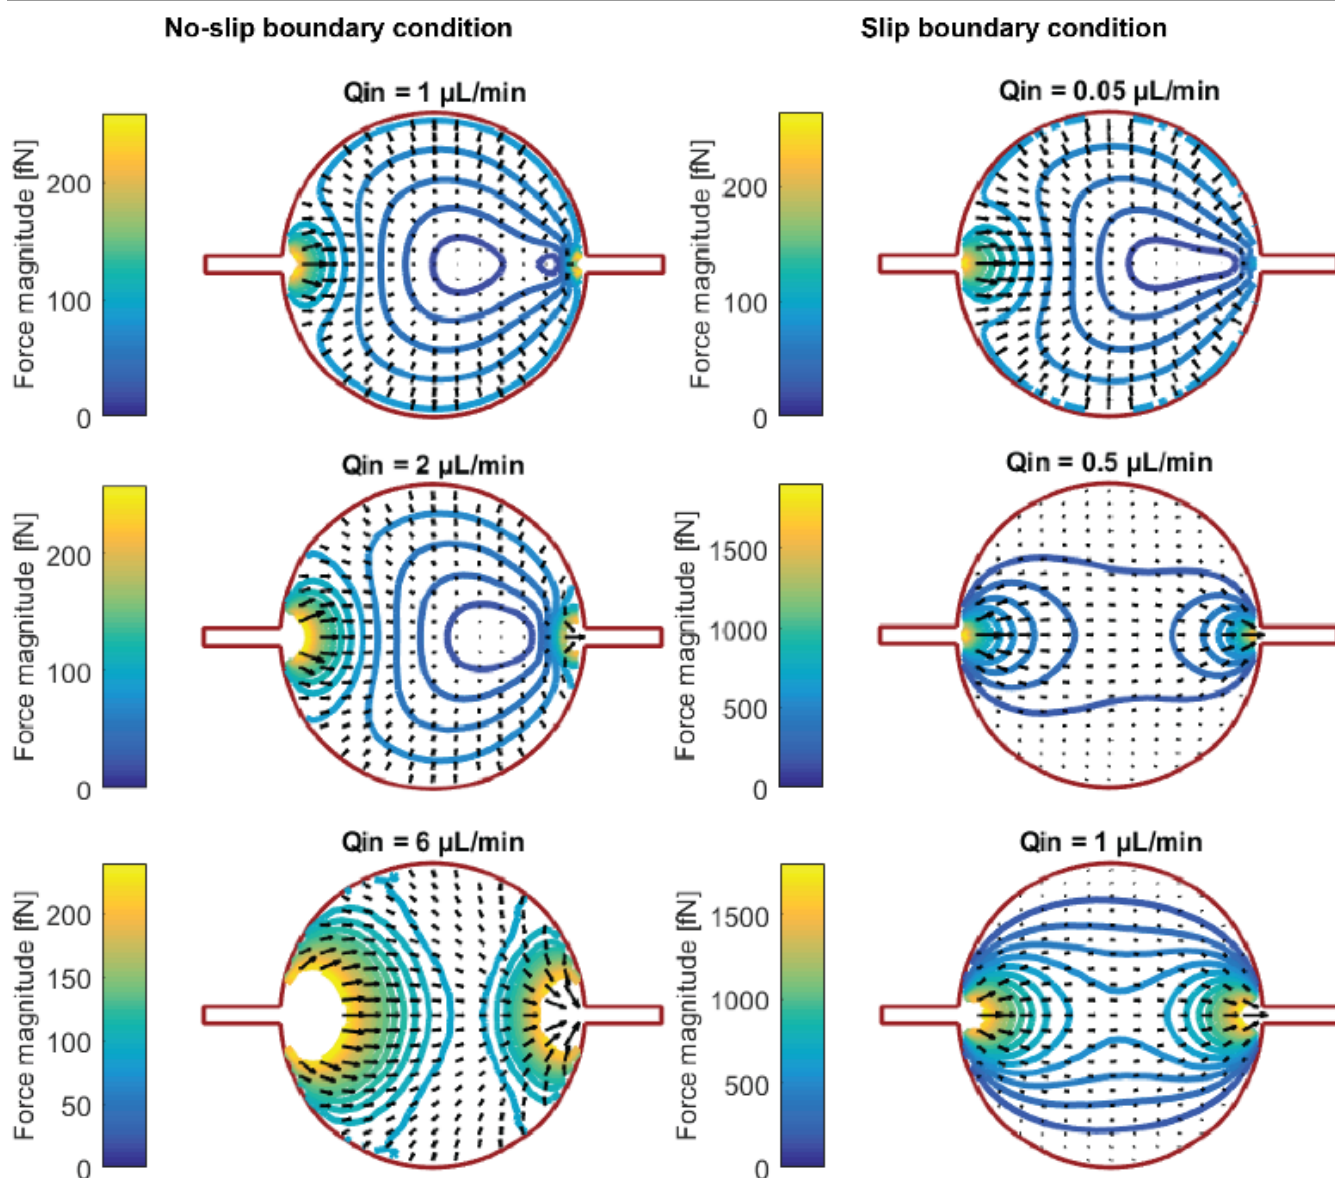 No-slip boundary condition
Slip boundary condition
Qin = 1 µL/min
Force magnitude [fN]
200
100
0
Qin = 0.05 µL/min
Force magnitude [fN]
200
100
0
Qin = 2 µL/min
Force magnitude [fN]
200
100
0
Qin = 0.5 µL/min
Force magnitude [fN]
1500
1000
500
0
Qin = 6 µL/min
Force magnitude [fN]
200
150
100
50
0
Qin = 1 µL/min
Force magnitude [fN]
1500
1000
500
0